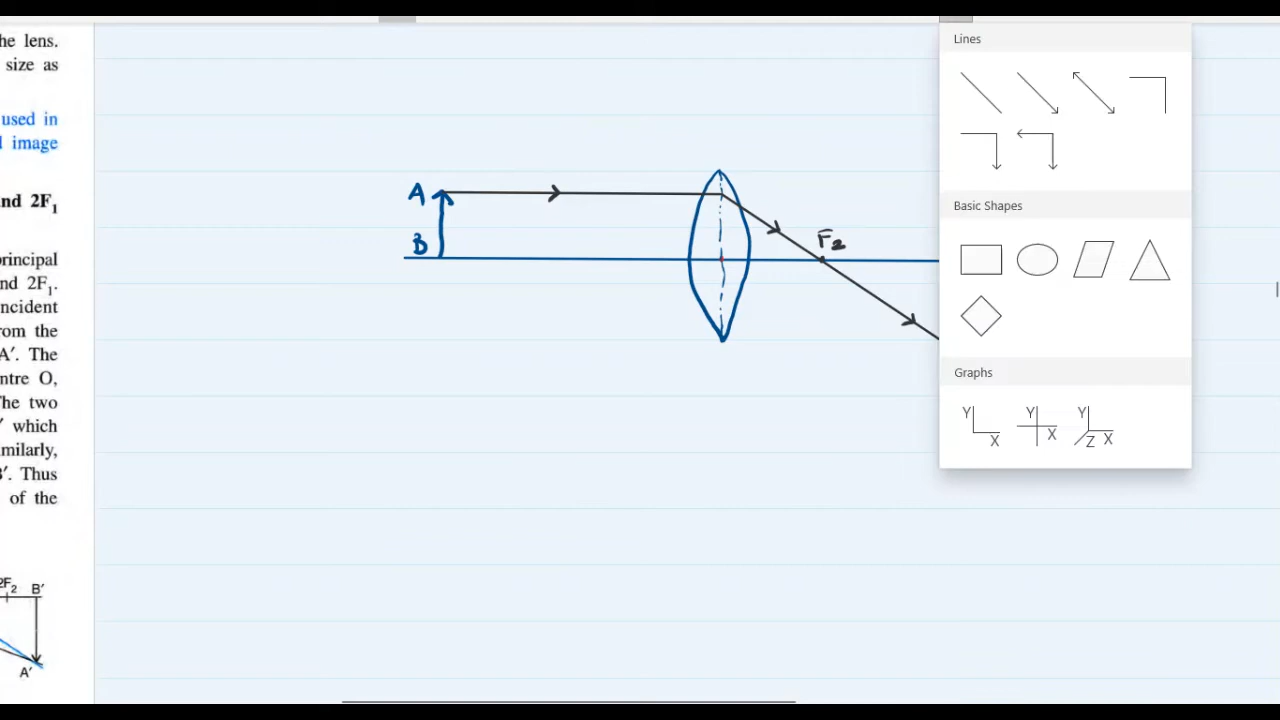 he lens.
size as
used in
image
nd 2F₁
rincipal
nd 2F₁.
ncident
rom the
A′. The
ntre O,
he two
′ which
milarly,
′. Thus
of the
2F₂ B′
A′
A
B
F₂
Lines
Basic Shapes
Graphs
Y X Y X Y Z X